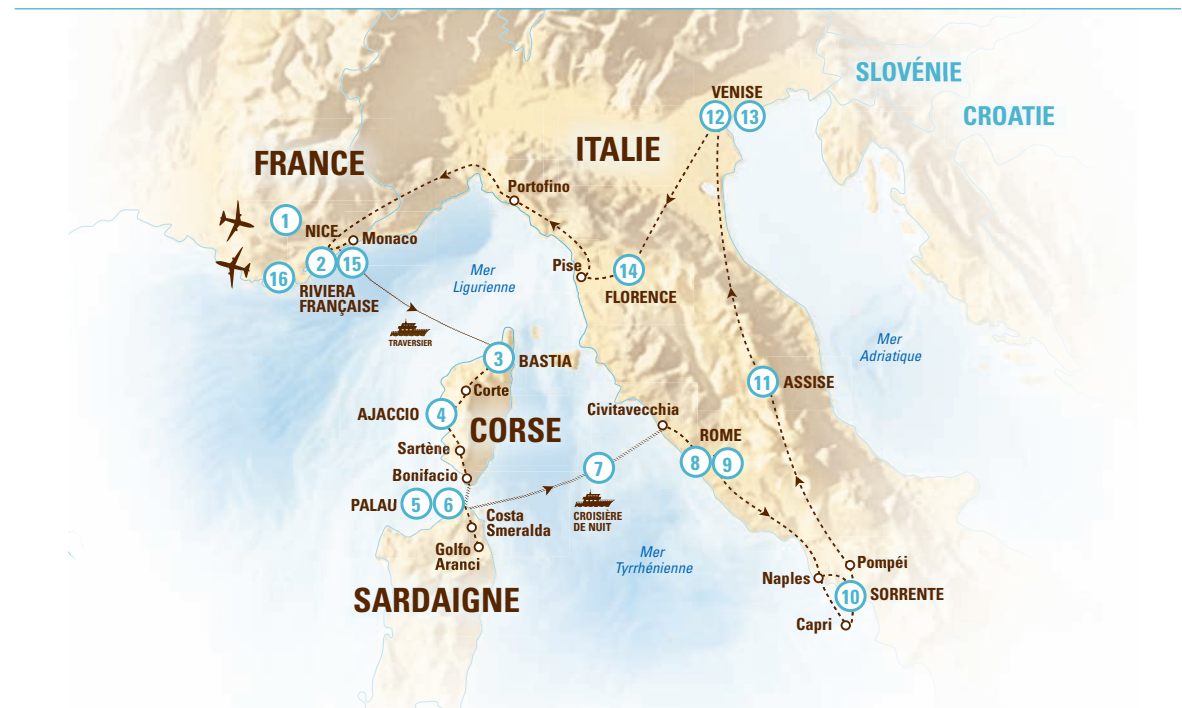 SLOVÉNIE
CROATIE
VENISE
12 13
ITALIE
FRANCE
Portofino
1
NICE
Monaco
2 15
16
RIVIERA
FRANÇAISE
Mer
Ligurienne
Pise
14
FLORENCE
TRAVERSIER
3 BASTIA
Mer
Adriatique
11 ASSISE
Corte
AJACCIO 4
CORSE
Civitavecchia
ROME
8 9
Sartène
Bonifacio
7
PALAU 5 6
CROISIÈRE
DE NUIT
Costa
Smeralda
Golfo
Aranci
Mer
Tyrrhénienne
SARDAIGNE
Pompéi
Naples
10 SORRENTE
Capri